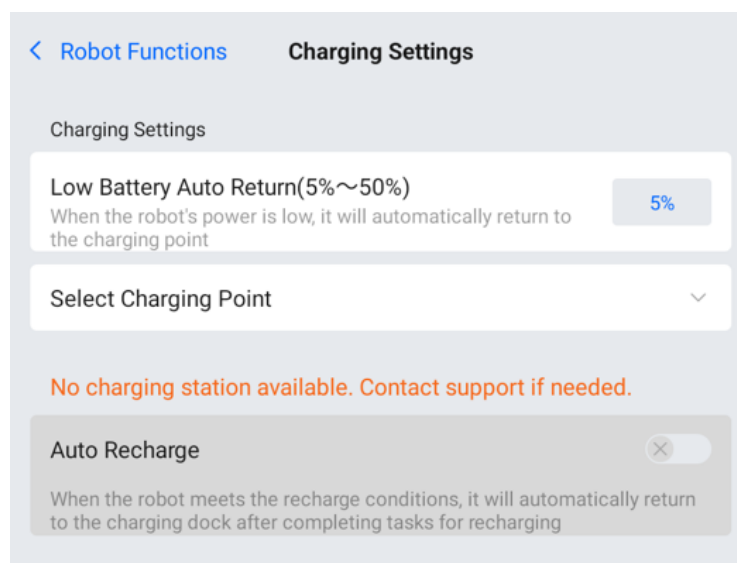 Robot Functions
Charging Settings
Charging Settings
Low Battery Auto Return(5%～50%)
5%
When the robot's power is low, it will automatically return to
the charging point
Select Charging Point
No charging station available. Contact support if needed.
Auto Recharge
When the robot meets the recharge conditions, it will automatically return
to the charging dock after completing tasks for recharging